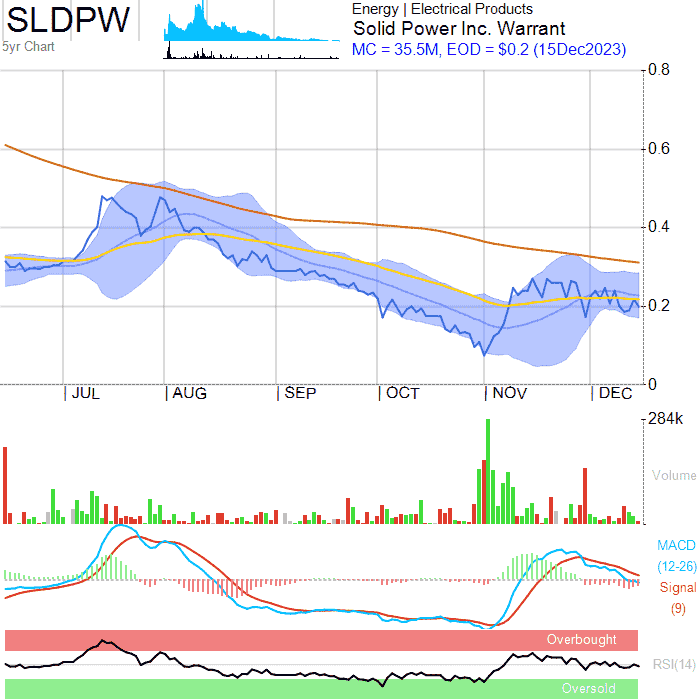 SLDPW
5yr Chart
Energy | Electrical Products
Solid Power Inc. Warrant
MC = 35.5M, EOD = $0.2 (15Dec2023)
0.8
0.6
0.4
0.2
0
| JUL | AUG | SEP | OCT | NOV | DEC
284k
Volume
MACD
(12-26)
Signal
(9)
Overbought
RSI(14)
Oversold